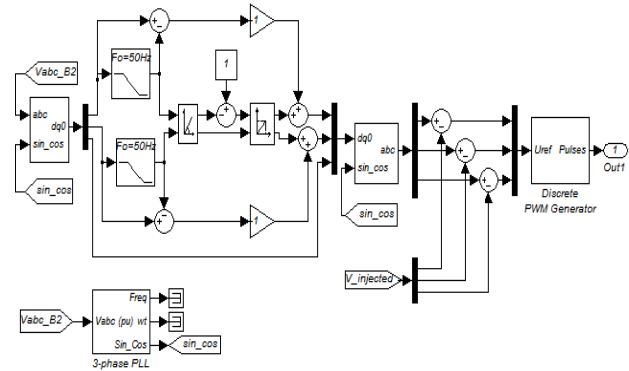 1
Fo=50Hz
1
Vabc_B2
abc
dq0
sin_cos
sin_cos
Fo=50Hz
1
dq0
abc
sin_cos
sin_cos
Uref Pulses
1
Out1
Discrete
PWM Generator
V_injected
Freq
Vabc_B2
Vabc (pu) wt
Sin_Cos
sin_cos
3-phase PLL